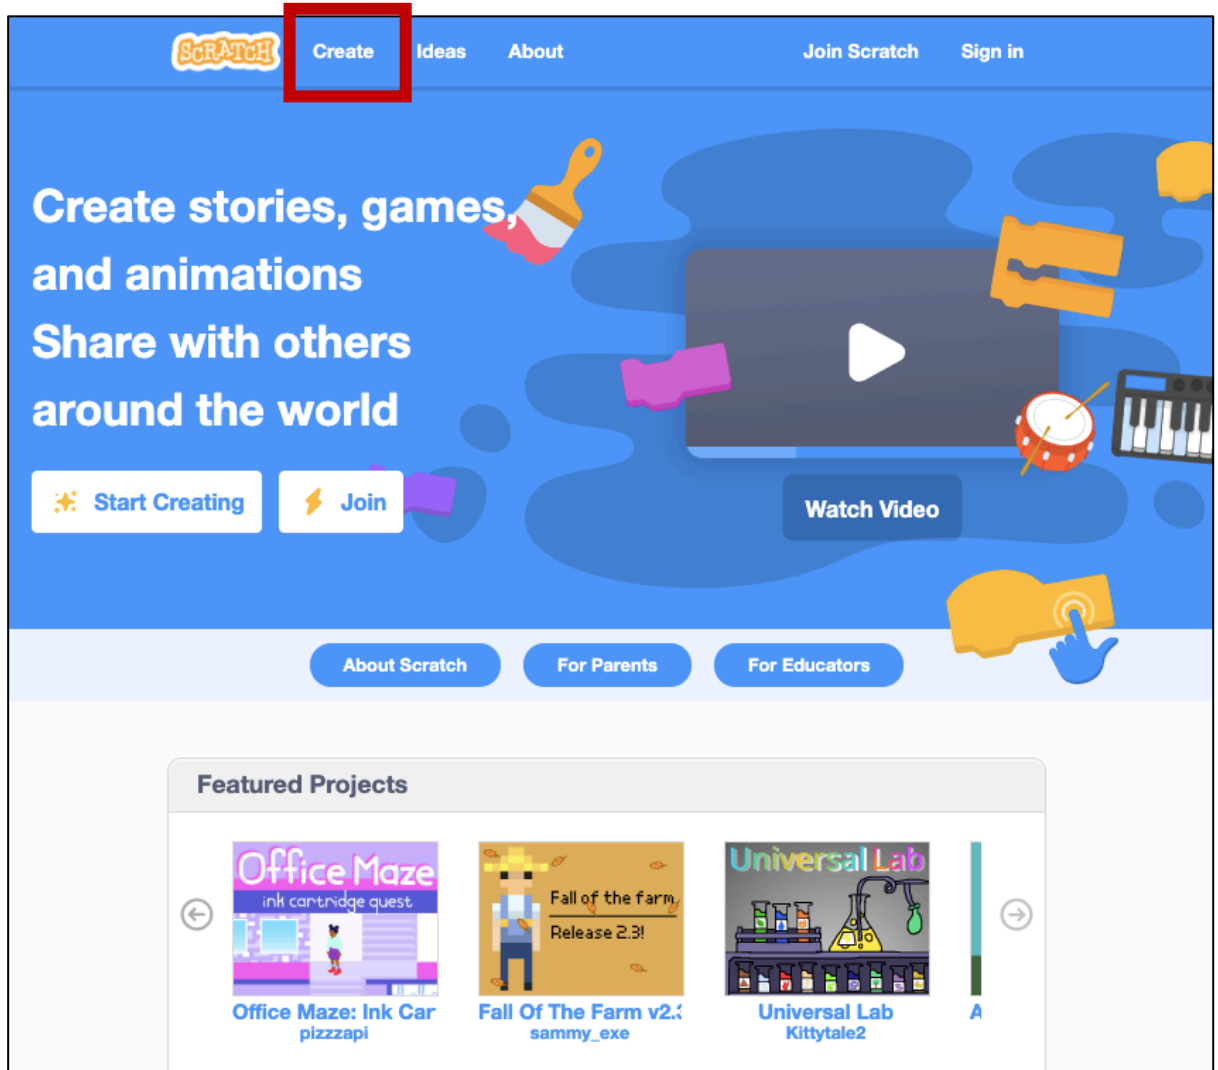 SCRATCH Create Ideas About Join Scratch Sign in
Create stories, games,
and animations
Share with others
around the world
Start Creating Join
Watch Video
About Scratch For Parents For Educators
Featured Projects
Office Maze
ink cartridge quest
Fall of the farm
Release 2.3!
Universal Lab
Office Maze: Ink Car
pizzzapi
Fall Of The Farm v2.
sammy_exe
Universal Lab
Kittytale2
A